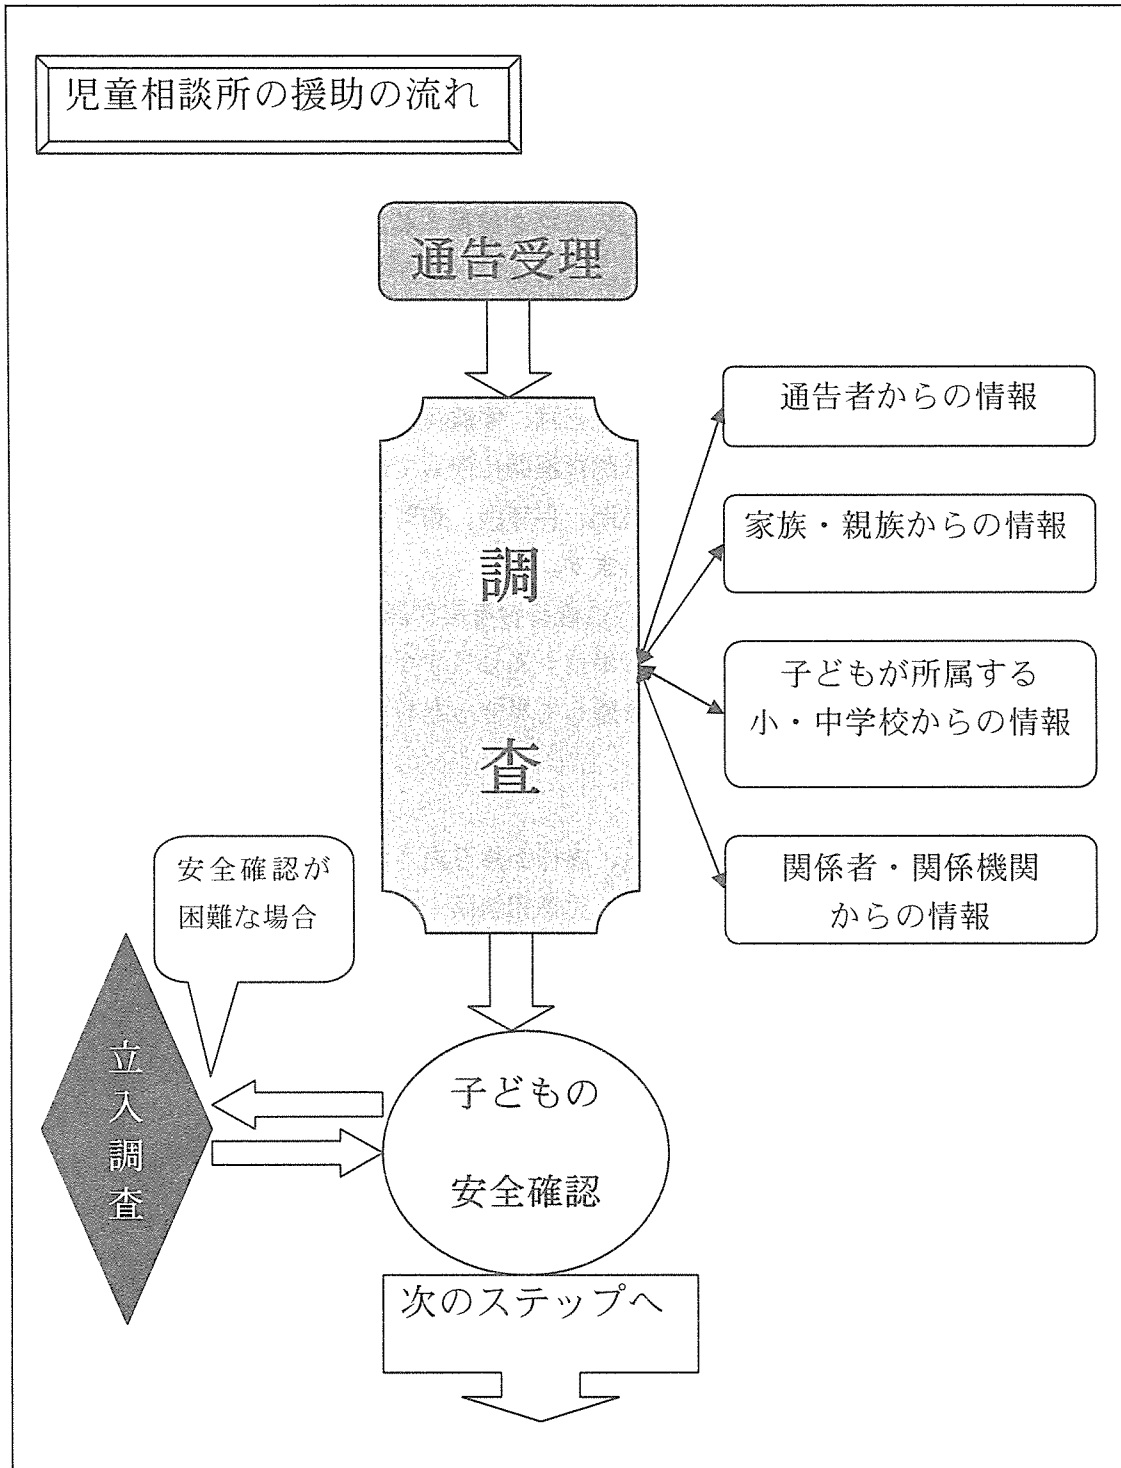 児童相談所の援助の流れ
通告受理
調
査
通告者からの情報
家族・親族からの情報
子どもが所属する
小・中学校からの情報
関係者・関係機関
からの情報
安全確認が
困難な場合
立
入
調
査
子どもの
安全確認
次のステップへ